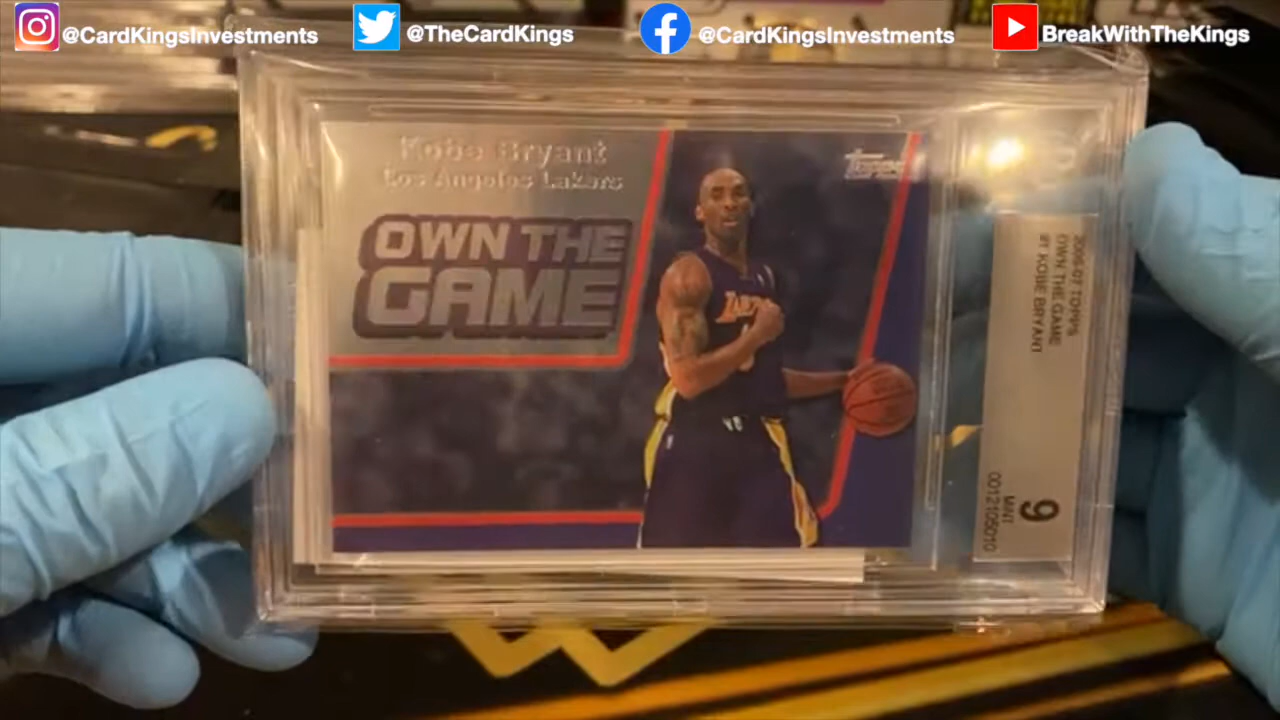 @CardKingsInvestments
@TheCardKings
@CardKingsInvestments
BreakWithTheKings
Kobe Bryant
Los Angeles Lakers
OWN THE
GAME
Topps
2006-07 TOPPS
OWN THE GAME
#1 KOBE BRYANT
9
MINT
0012105010